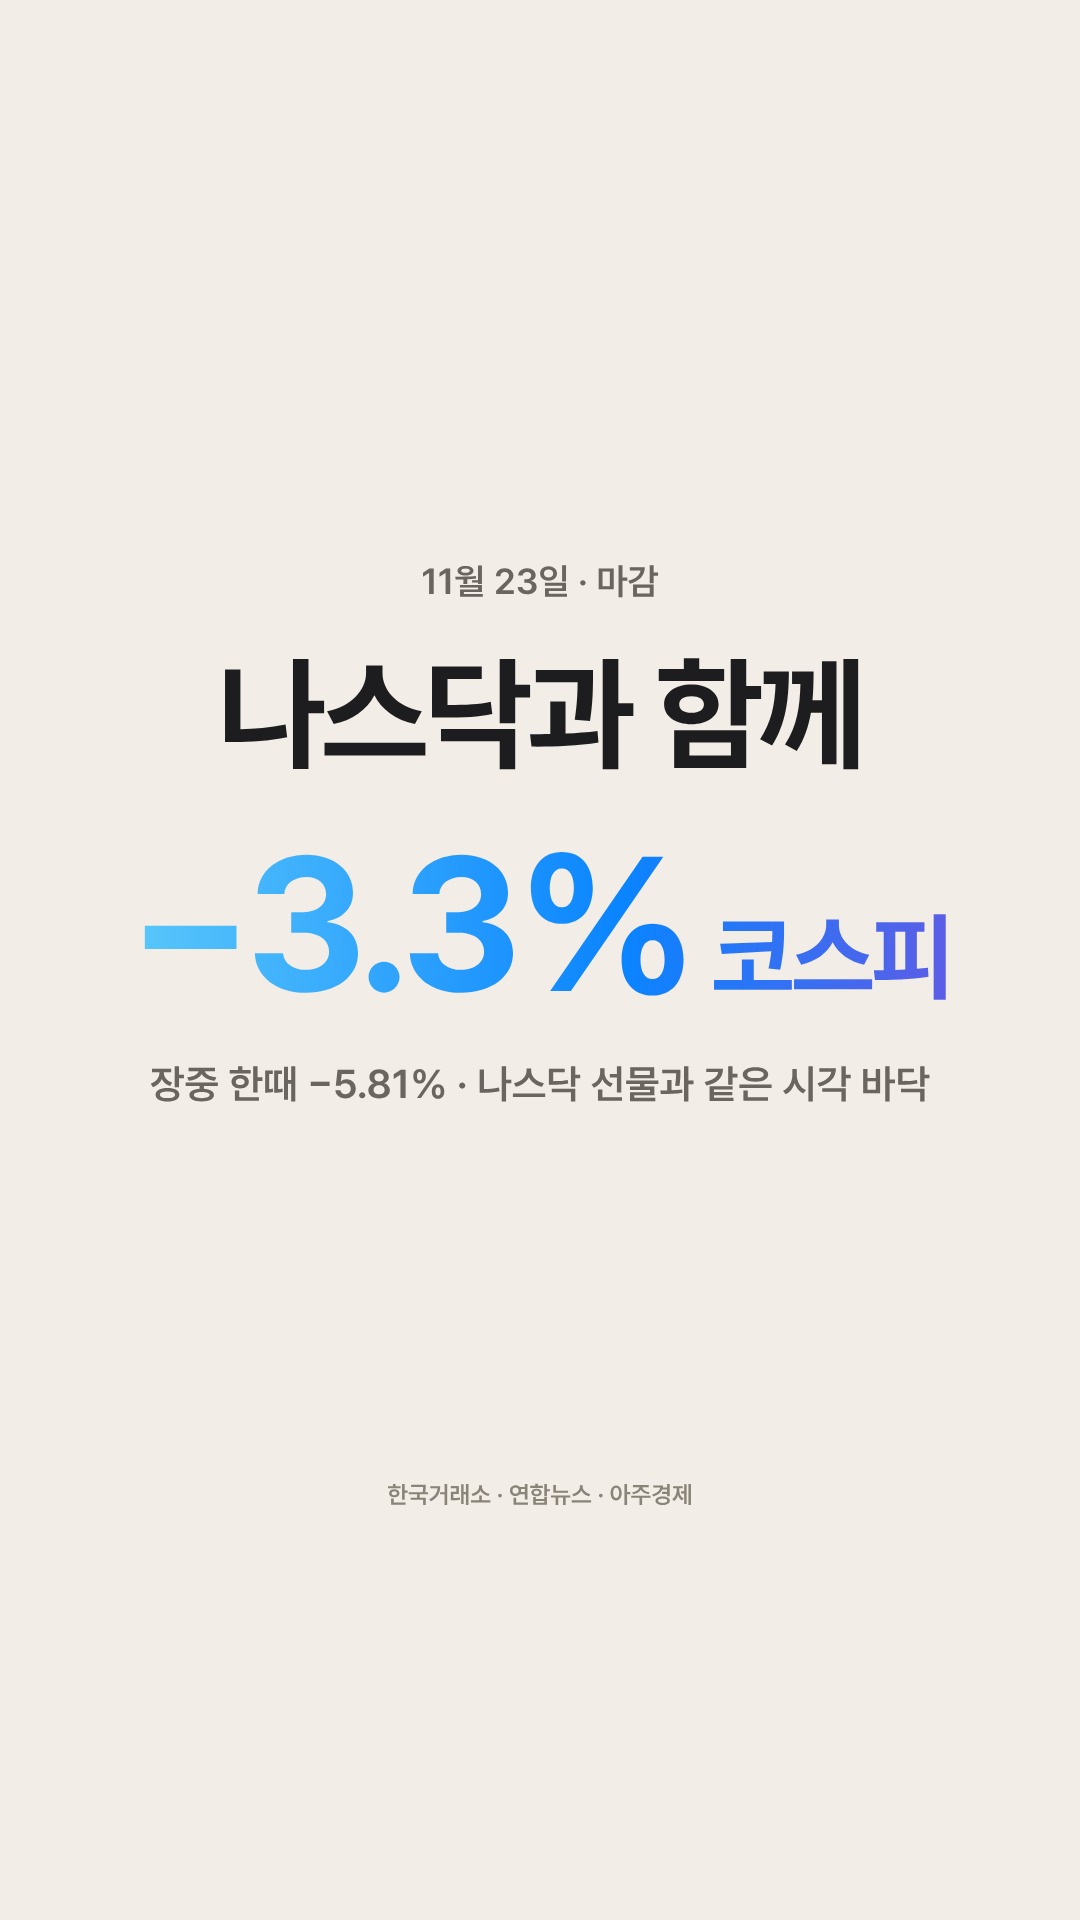 11월 23일 · 마감
나스닥과 함께
−3.3% 코스피
장중 한때 −5.81% · 나스닥 선물과 같은 시각 바닥
한국거래소 · 연합뉴스 · 아주경제